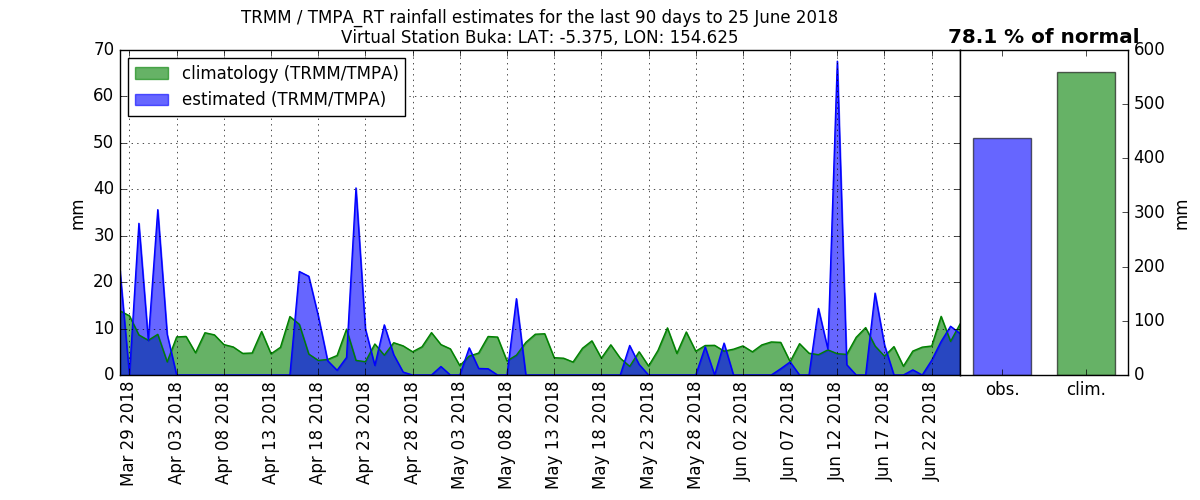 TRMM / TMPA_RT rainfall estimates for the last 90 days to 25 June 2018
Virtual Station Buka: LAT: -5.375, LON: 154.625
78.1 % of normal
climatology (TRMM/TMPA)
estimated (TRMM/TMPA)
mm
70
60
50
40
30
20
10
0
Mar 29 2018
Apr 03 2018
Apr 08 2018
Apr 13 2018
Apr 18 2018
Apr 23 2018
Apr 28 2018
May 03 2018
May 08 2018
May 13 2018
May 18 2018
May 23 2018
May 28 2018
Jun 02 2018
Jun 07 2018
Jun 12 2018
Jun 17 2018
Jun 22 2018
obs.
clim.
600
500
400
300
200
100
0
mm